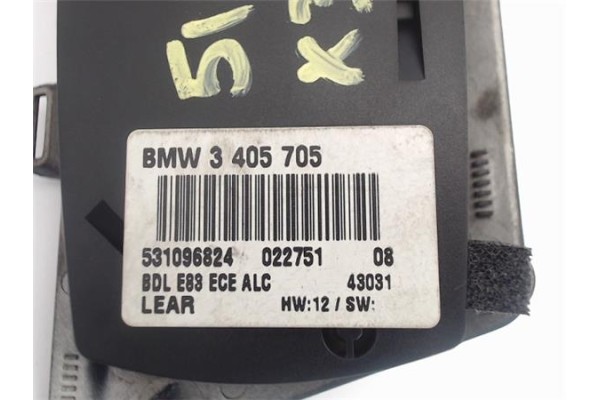 51
X3
BMW 3 405 705
531096824 022751 08
BDL E83 ECE ALC 43031
LEAR HW:12 / SW: